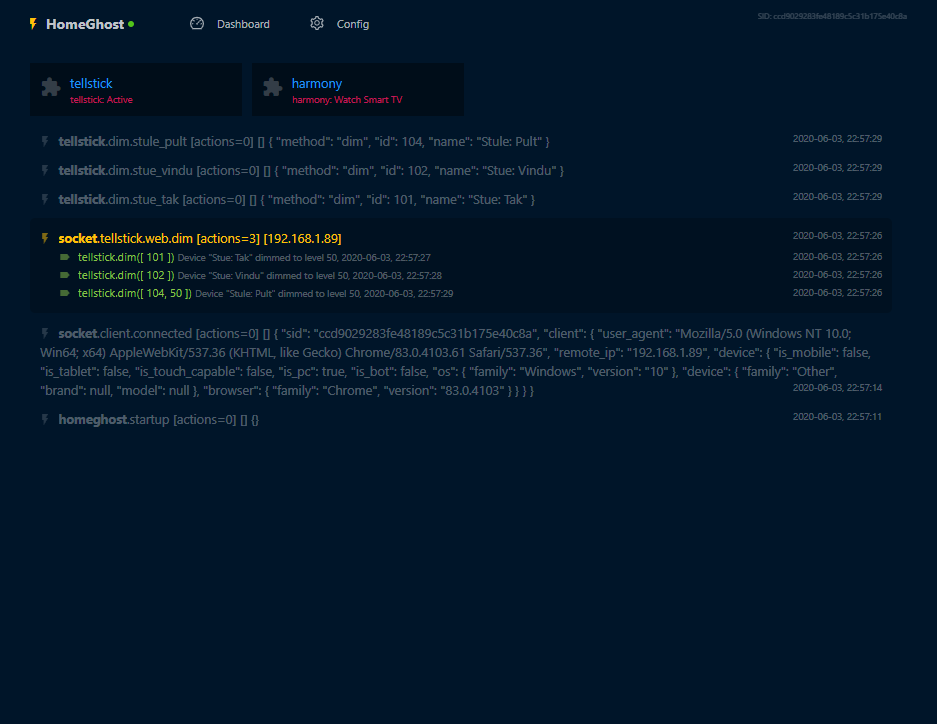 HomeGhost
Dashboard
Config
SID: ccd9029283fe48189c5c31b175e40c8a
tellstick
tellstick: Active
harmony
harmony: Watch Smart TV
tellstick.dim.stule_pult [actions=0] [] { "method": "dim", "id": 104, "name": "Stule: Pult" } 2020-06-03, 22:57:29
tellstick.dim.stue_vindu [actions=0] [] { "method": "dim", "id": 102, "name": "Stue: Vindu" } 2020-06-03, 22:57:29
tellstick.dim.stue_tak [actions=0] [] { "method": "dim", "id": 101, "name": "Stue: Tak" } 2020-06-03, 22:57:29
socket.tellstick.web.dim [actions=3] [192.168.1.89] 2020-06-03, 22:57:26
tellstick.dim([ 101 ]) Device "Stue: Tak" dimmed to level 50, 2020-06-03, 22:57:27 2020-06-03, 22:57:26
tellstick.dim([ 102 ]) Device "Stue: Vindu" dimmed to level 50, 2020-06-03, 22:57:28 2020-06-03, 22:57:26
tellstick.dim([ 104, 50 ]) Device "Stule: Pult" dimmed to level 50, 2020-06-03, 22:57:29 2020-06-03, 22:57:26
socket.client.connected [actions=0] [] { "sid": "ccd9029283fe48189c5c31b175e40c8a", "client": { "user_agent": "Mozilla/5.0 (Windows NT 10.0;
Win64; x64) AppleWebKit/537.36 (KHTML, like Gecko) Chrome/83.0.4103.61 Safari/537.36", "remote_ip": "192.168.1.89", "device": { "is_mobile": false,
"is_tablet": false, "is_touch_capable": false, "is_pc": true, "is_bot": false, "os": { "family": "Windows", "version": "10" }, "device": { "family": "Other",
"brand": null, "model": null }, "browser": { "family": "Chrome", "version": "83.0.4103" } } } } 2020-06-03, 22:57:14
homeghost.startup [actions=0] [] {} 2020-06-03, 22:57:11